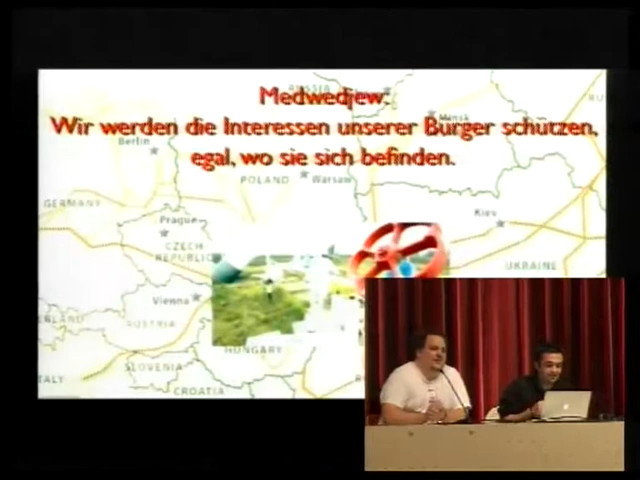 RUSSIA
Medwedjew:
Wir werden die Interessen unserer Bürger schützen,
egal, wo sie sich befinden.
Minsk
Berlin
POLAND
Warsaw
GERMANY
Prague
Kiev
CZECH
REPUBLIC
UKRAINE
Vienna
AUSTRIA
HUNGARY
SLOVENIA
CROATIA